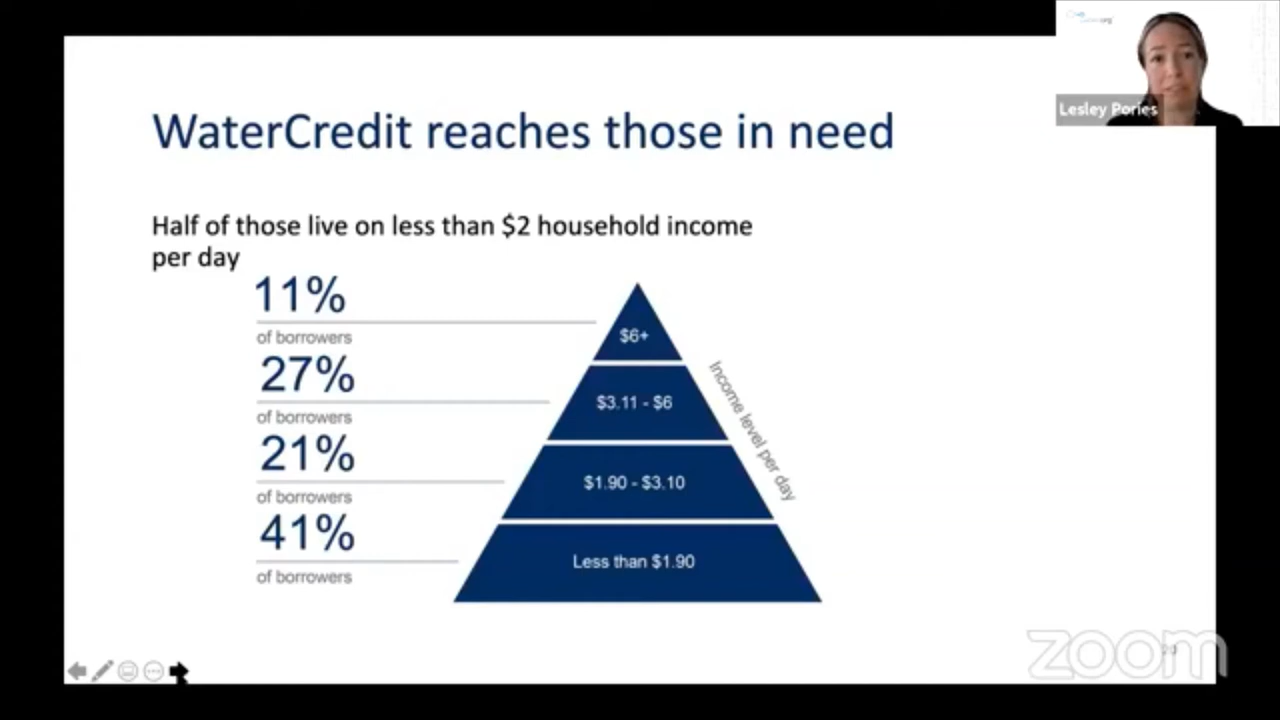 Lesley Pories
WaterCredit reaches those in need
Half of those live on less than $2 household income
per day
11%
of borrowers
$6+
27%
of borrowers
$3.11 - $6
21%
of borrowers
$1.90 - $3.10
41%
of borrowers
Less than $1.90
Income level per day
zoom
20